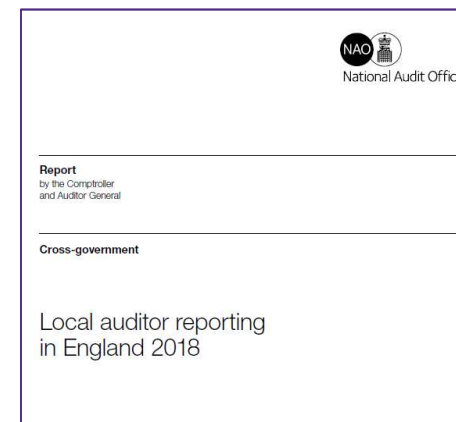 NAO
National Audit Offic
Report
by the Comptroller
and Auditor General
Cross-government
Local auditor reporting
in England 2018